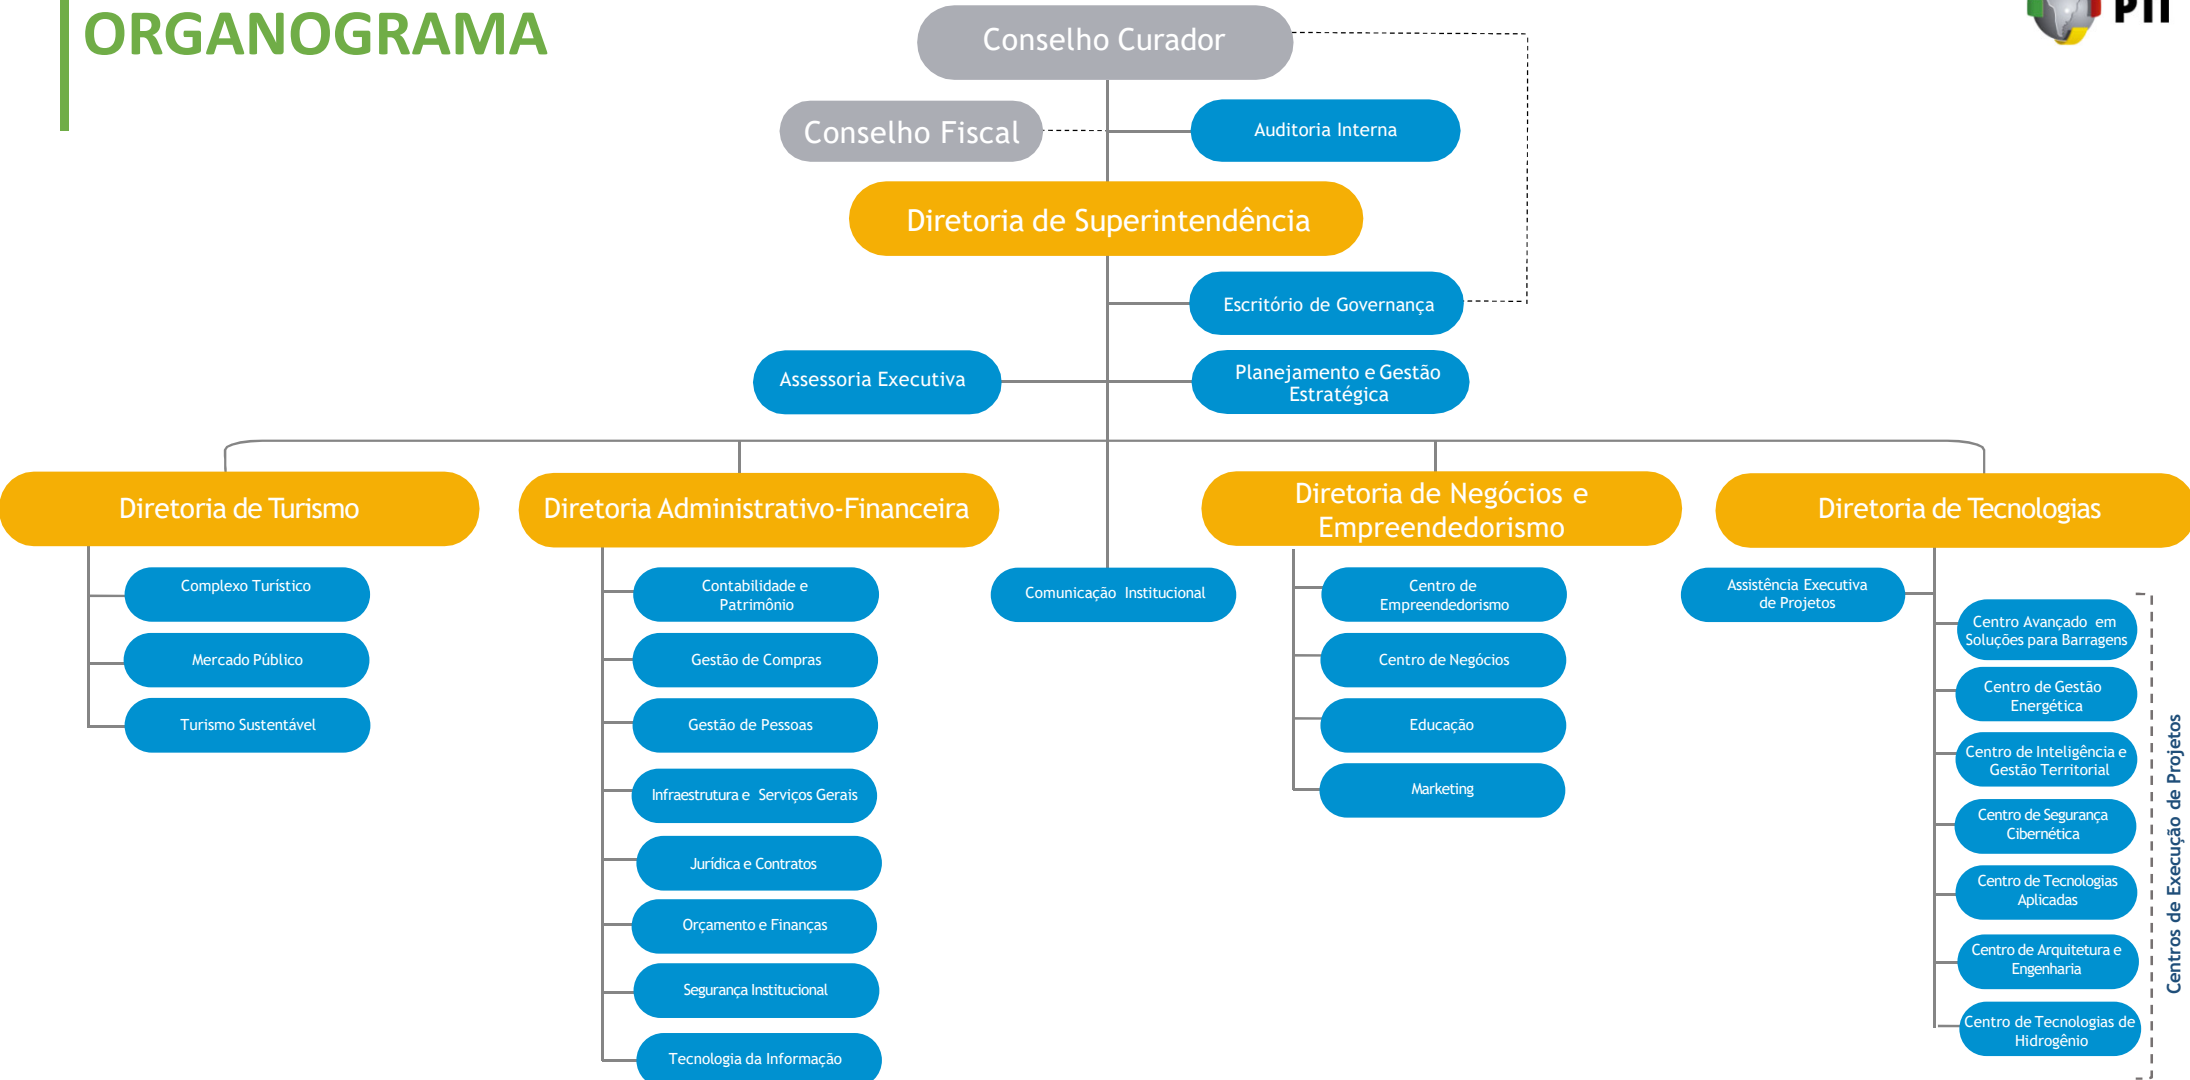 ORGANOGRAMA
PTI
Conselho Curador
Conselho Fiscal
Auditoria Interna
Diretoria de Superintendência
Escritório de Governança
Assessoria Executiva
Planejamento e Gestão
Estratégica
Diretoria de Turismo
Complexo Turístico
Mercado Público
Turismo Sustentável
Diretoria Administrativo-Financeira
Contabilidade e
Patrimônio
Gestão de Compras
Gestão de Pessoas
Infraestrutura e Serviços Gerais
Jurídica e Contratos
Orçamento e Finanças
Segurança Institucional
Tecnologia da Informação
Comunicação Institucional
Diretoria de Negócios e
Empreendedorismo
Centro de
Empreendedorismo
Centro de Negócios
Educação
Marketing
Diretoria de Tecnologias
Assistência Executiva
de Projetos
Centro Avançado em
Soluções para Barragens
Centro de Gestão
Energética
Centro de Inteligência e
Gestão Territorial
Centro de Segurança
Cibernética
Centro de Tecnologias
Aplicadas
Centro de Arquitetura e
Engenharia
Centro de Tecnologias de
Hidrogênio
Centros de Execução de Projetos